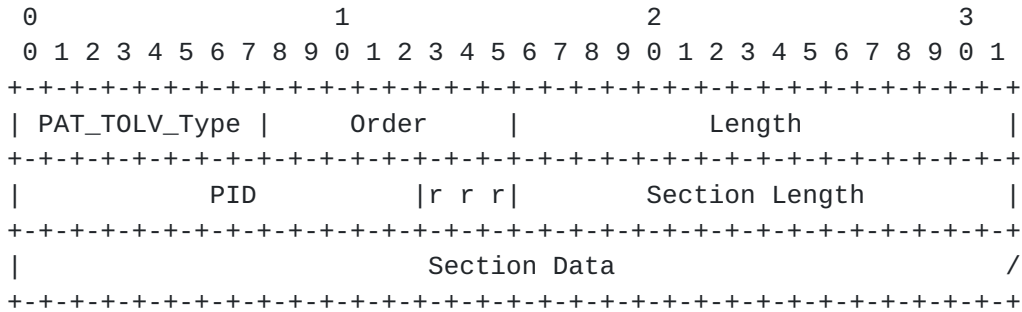 0                   1                   2                   3
 0 1 2 3 4 5 6 7 8 9 0 1 2 3 4 5 6 7 8 9 0 1 2 3 4 5 6 7 8 9 0 1
+-+-+-+-+-+-+-+-+-+-+-+-+-+-+-+-+-+-+-+-+-+-+-+-+-+-+-+-+-+-+-+-+
| PAT_TOLV_Type |     Order     |            Length             |
+-+-+-+-+-+-+-+-+-+-+-+-+-+-+-+-+-+-+-+-+-+-+-+-+-+-+-+-+-+-+-+-+
|            PID          |r r r|        Section Length         |
+-+-+-+-+-+-+-+-+-+-+-+-+-+-+-+-+-+-+-+-+-+-+-+-+-+-+-+-+-+-+-+-+
|                          Section Data                         /
+-+-+-+-+-+-+-+-+-+-+-+-+-+-+-+-+-+-+-+-+-+-+-+-+-+-+-+-+-+-+-+-+